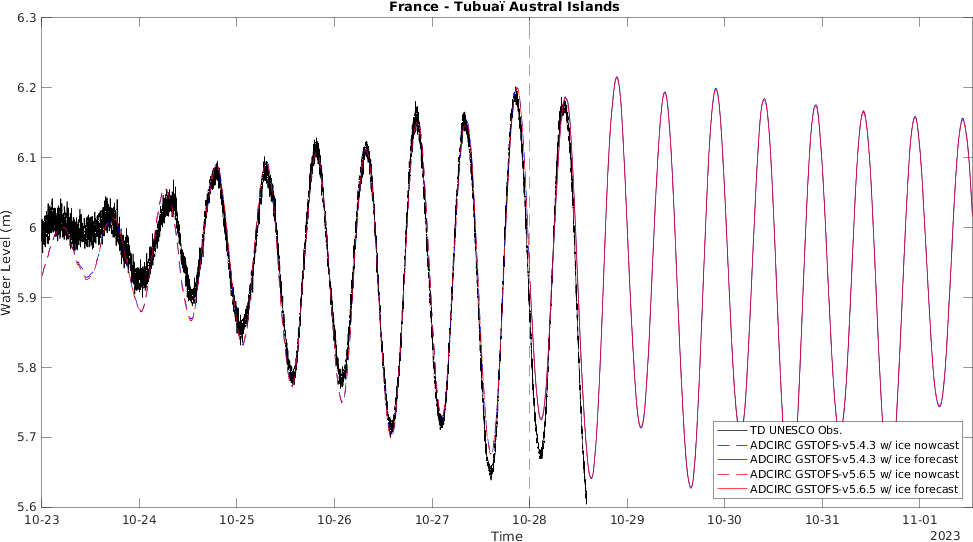 France - Tubuaï Austral Islands
6.3
6.2
6.1
6
5.9
5.8
5.7
5.6
Water Level (m)
TD UNESCO Obs.
ADCIRC GSTOFS-v5.4.3 w/ ice nowcast
ADCIRC GSTOFS-v5.4.3 w/ ice forecast
ADCIRC GSTOFS-v5.6.5 w/ ice nowcast
ADCIRC GSTOFS-v5.6.5 w/ ice forecast
10-23 10-24 10-25 10-26 10-27 10-28 10-29 10-30 10-31 11-01
Time
2023